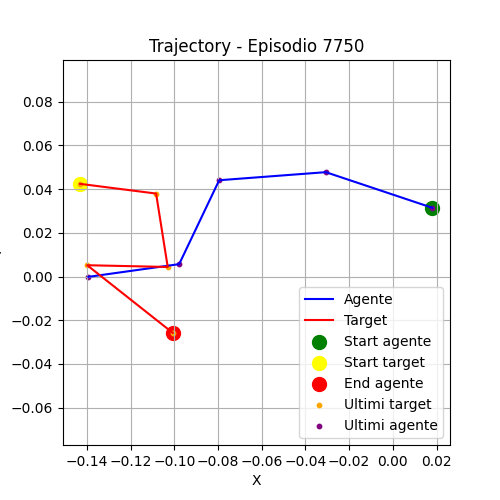 Trajectory - Episodio 7750
0.08
0.06
0.04
0.02
0.00
−0.02
−0.04
−0.06
−0.14 −0.12 −0.10 −0.08 −0.06 −0.04 −0.02 0.00 0.02
X
Agente
Target
Start agente
Start target
End agente
Ultimi target
Ultimi agente